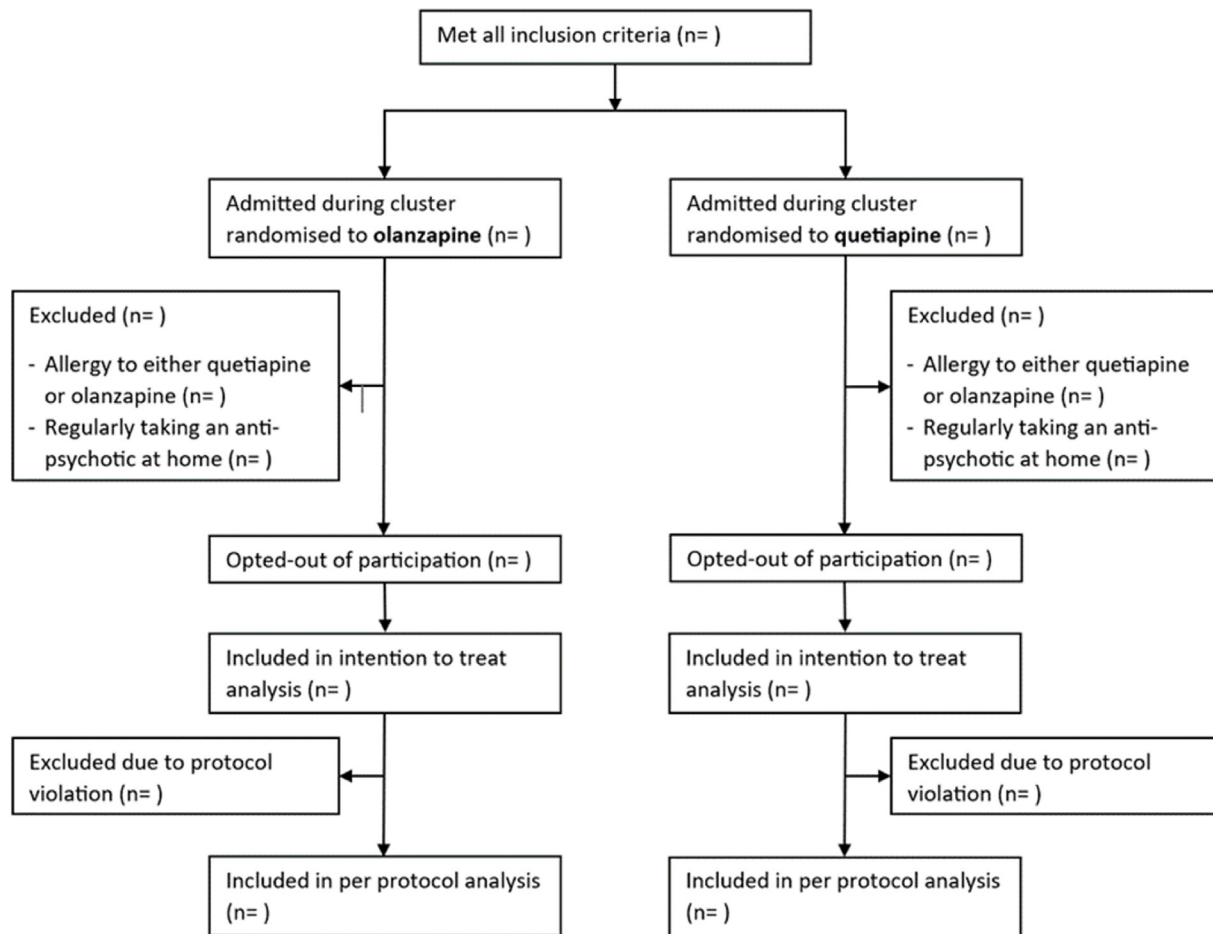 Met all inclusion criteria (n= )
Admitted during cluster
randomised to olanzapine (n= )
Admitted during cluster
randomised to quetiapine (n= )
Excluded (n= )
- Allergy to either quetiapine
or olanzapine (n= )
- Regularly taking an anti-
psychotic at home (n= )
Excluded (n= )
- Allergy to either quetiapine
or olanzapine (n= )
- Regularly taking an anti-
psychotic at home (n= )
Opted-out of participation (n= )
Opted-out of participation (n= )
Included in intention to treat
analysis (n= )
Included in intention to treat
analysis (n= )
Excluded due to protocol
violation (n= )
Excluded due to protocol
violation (n= )
Included in per protocol analysis
(n= )
Included in per protocol analysis
(n= )